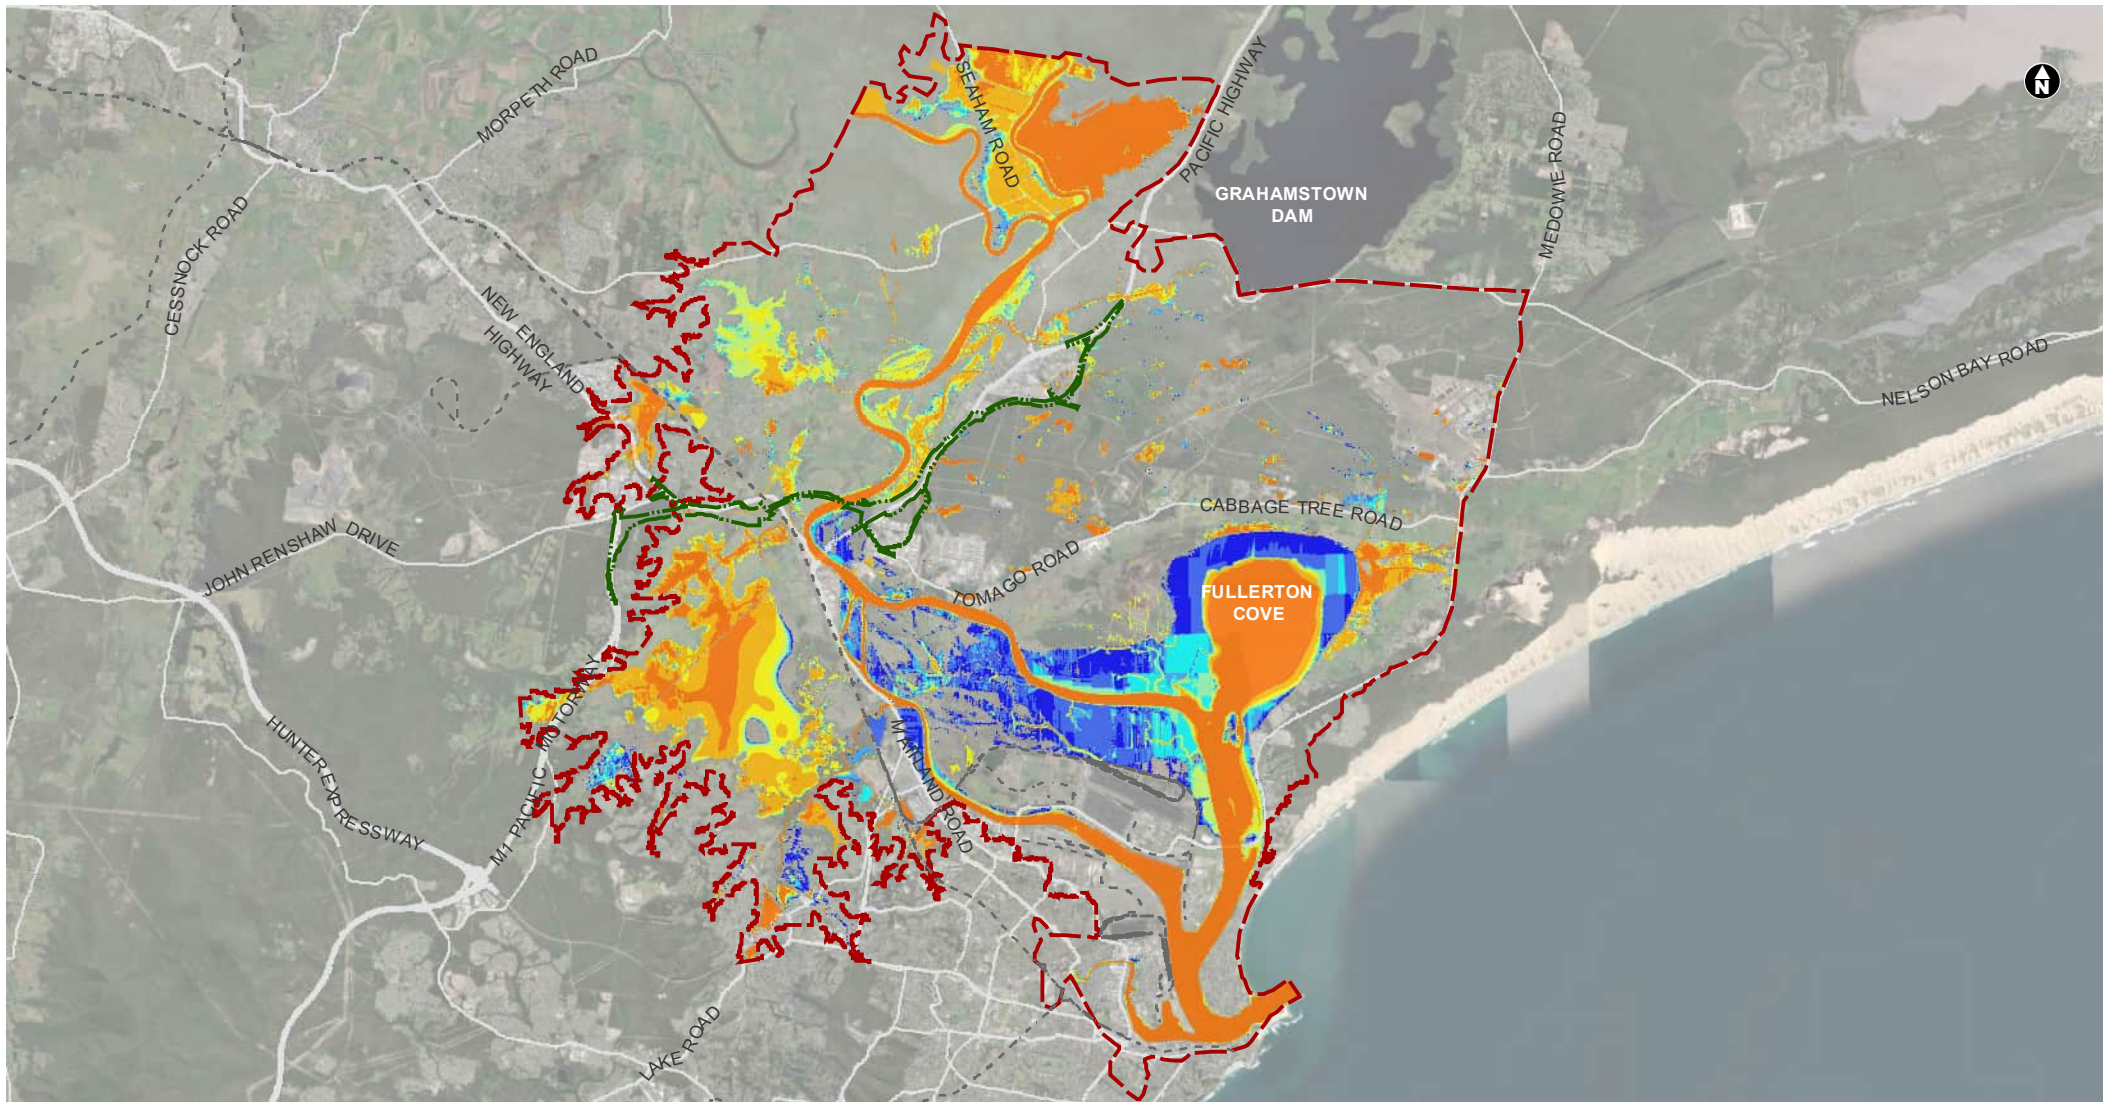 MORPETH ROAD
SEAHAM ROAD
PACIFIC HIGHWAY
N
GRAHAMSTOWN
DAM
MEDOWIE ROAD
CESSNOCK ROAD
NEW ENGLAND
HIGHWAY
NELSON BAY ROAD
CABBAGE TREE ROAD
JOHN RENSHAW DRIVE
TOMAGO ROAD
FULLERTON
COVE
HUNTER EXPRESSWAY
M1 PACIFIC MOTORWAY
MAITLAND ROAD
LAKE ROAD